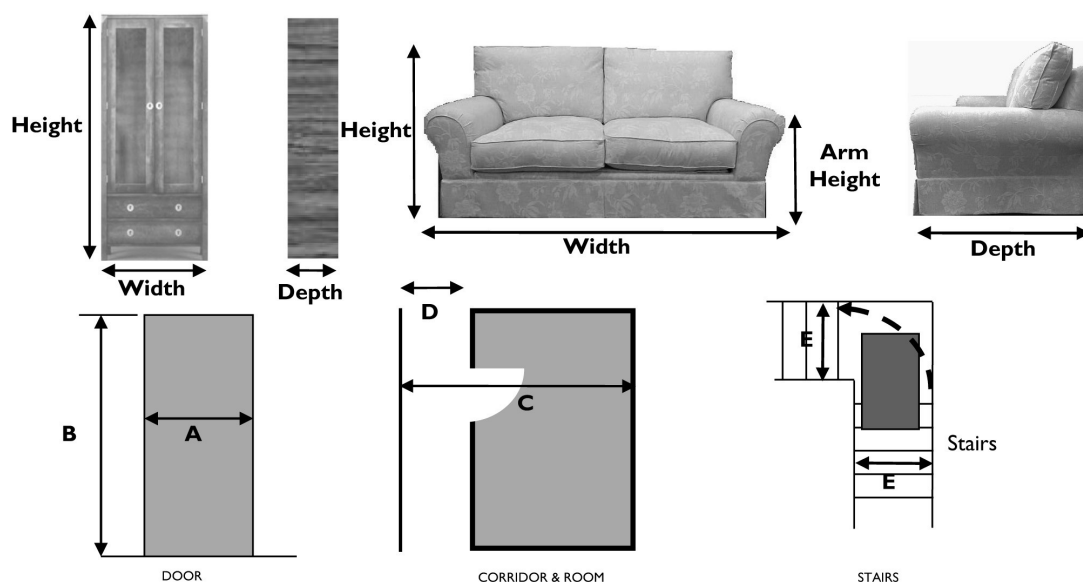 Height
Width
Depth
Height
Width
Arm
Height
Depth
B
A
DOOR
D
C
CORRIDOR & ROOM
E
E
Stairs
STAIRS